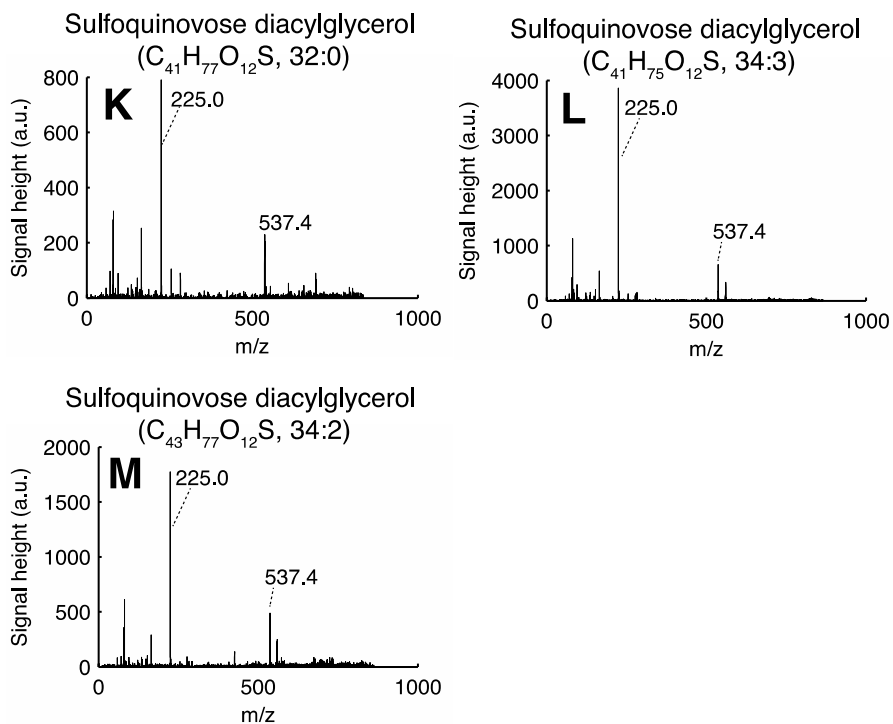 Sulfoquinovose diacylglycerol
(C₄₁H₇₇O₁₂S, 32:0)
K
225.0
537.4
Signal height (a.u.)
800
600
400
200
0
0
500
1000
m/z
Sulfoquinovose diacylglycerol
(C₄₁H₇₅O₁₂S, 34:3)
L
225.0
537.4
Signal height (a.u.)
4000
3000
2000
1000
0
0
500
1000
m/z
Sulfoquinovose diacylglycerol
(C₄₃H₇₇O₁₂S, 34:2)
M
225.0
537.4
Signal height (a.u.)
2000
1500
1000
500
0
0
500
1000
m/z